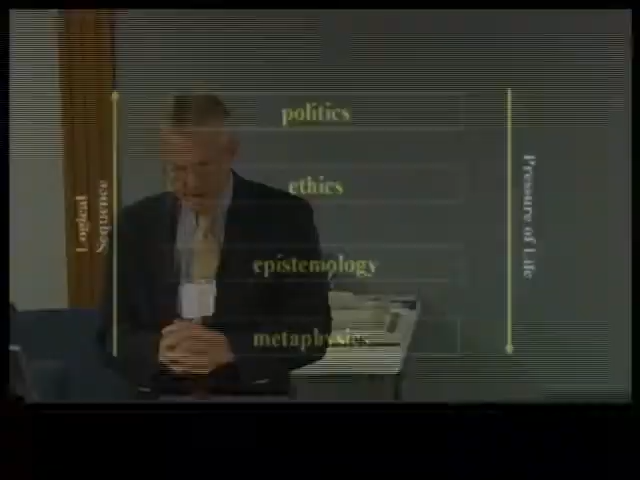 politics
ethics
epistemology
metaphysics
Logical
Sequence
Pressure of Life